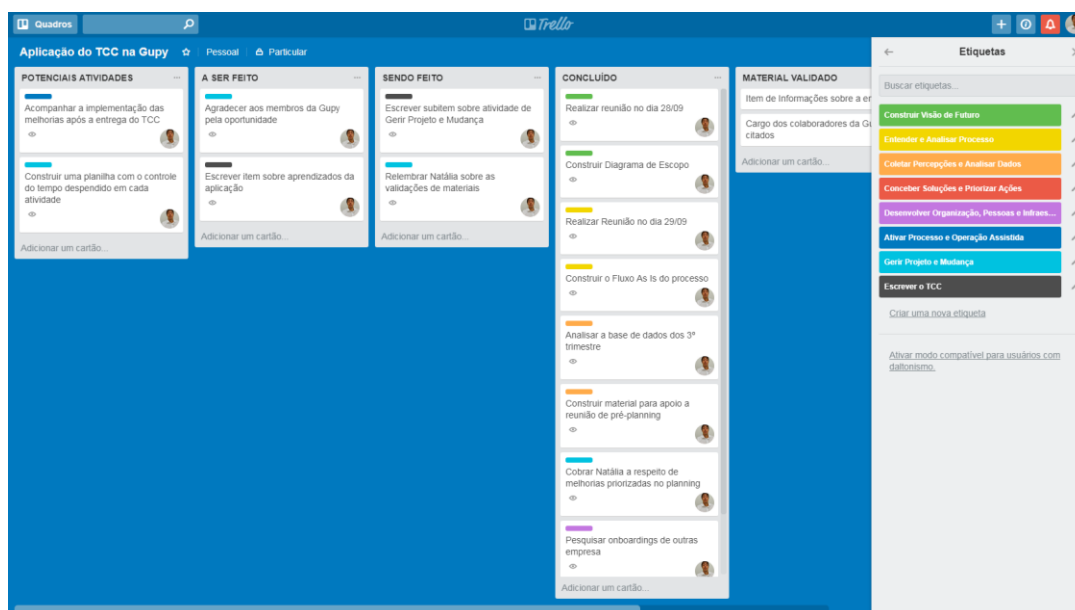 Quadros
Trello
Aplicação do TCC na Gupy
Pessoal
Particular
POTENCIAIS ATIVIDADES
Acompanhar a implementação das
melhorias após a entrega do TCC
Construir uma planilha com o controle
do tempo despendido em cada
atividade
Adicionar um cartão...
A SER FEITO
Agradecer aos membros da Gupy
pela oportunidade
Escrever item sobre aprendizados da
aplicação
Adicionar um cartão...
SENDO FEITO
Escrever subitem sobre atividade de
Gerir Projeto e Mudança
Relembrar Natália sobre as
validações de materiais
Adicionar um cartão...
CONCLUÍDO
Realizar reunião no dia 28/09
Construir Diagrama de Escopo
Realizar Reunião no dia 29/09
Construir o Fluxo As Is do processo
Analisar a base de dados dos 3º
trimestre
Construir material para apoio a
reunião de pré-planning
Cobrar Natália a respeito de
melhorias priorizadas no planning
Pesquisar onboardings de outras
empresa
Adicionar um cartão...
MATERIAL VALIDADO
Item de Informações sobre a
Cargo dos colaboradores da
citados
Adicionar um cartão...
Etiquetas
Buscar etiquetas...
Construir Visão de Futuro
Entender e Analisar Processo
Coletar Percepções e Analisar Dados
Conceber Soluções e Priorizar Ações
Desenvolver Organização, Pessoas e Infraes...
Ativar Processo e Operação Assistida
Gerir Projeto e Mudança
Escrever o TCC
Criar uma nova etiqueta
Ativar modo compatível para usuários com
daltonismo.